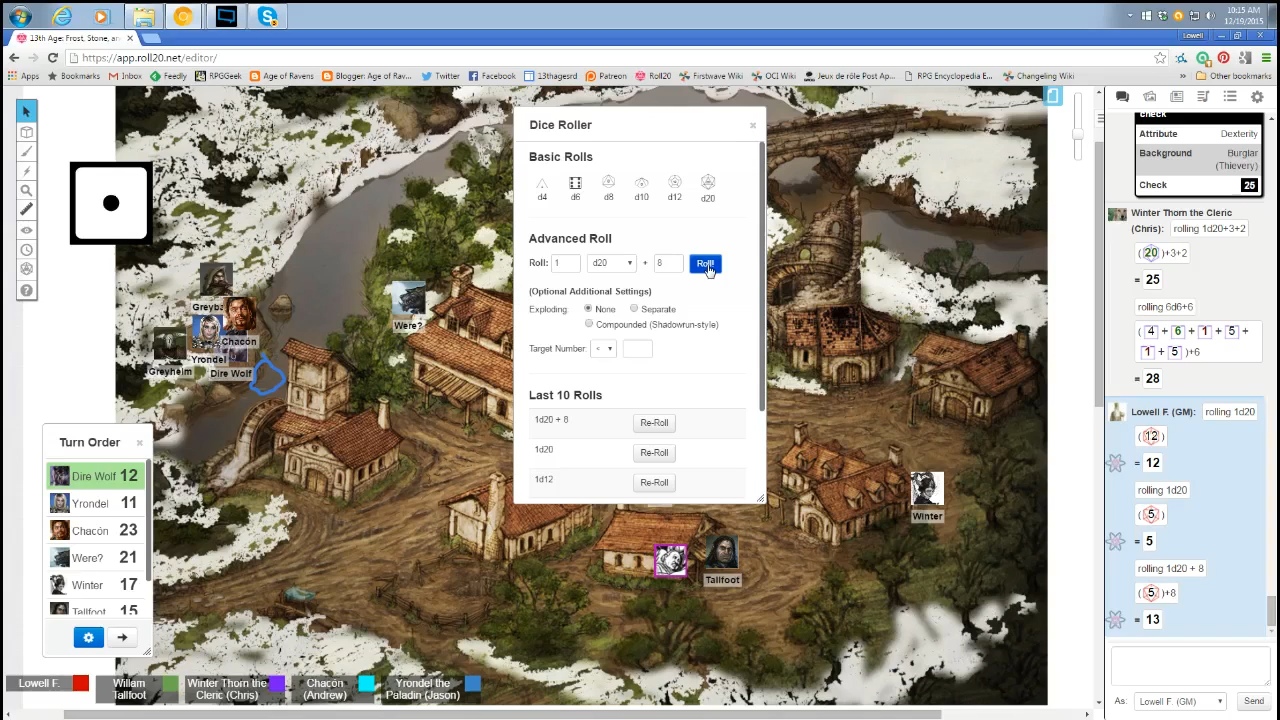 10:15 AM
12/19/2015
13th Age: Frost, Stone, an
Lowell
https://app.roll20.net/editor/
Apps Bookmarks Inbox Feedly RPGGeek Age of Ravens Blogger: Age of Rav... Twitter Facebook 13thagesrd Patreon Roll20 Firstwave Wiki OCI Wiki Jeux de rôle Post Ap... RPG Encyclopedia E... Changeling Wiki Other bookmarks
Dice Roller
Basic Rolls
d4 d6 d8 d10 d12 d20
Advanced Roll
Roll: 1 d20 + 8 Roll!
(Optional Additional Settings)
Exploding: None Separate
Compounded (Shadowrun-style)
Target Number: <
Last 10 Rolls
1d20 + 8 Re-Roll
1d20 Re-Roll
1d12 Re-Roll
Chacón
Yrondel
Greyhelm
Dire Wolf
Were?
Winter
Tallfoot
Turn Order
Dire Wolf 12
Yrondel 11
Chacón 23
Were? 21
Winter 17
Tallfoot 15
Lowell F.
William
Tallfoot
Winter Thorn the
Cleric (Chris)
Chacón
(Andrew)
Yrondel the
Paladin (Jason)
check
Attribute Dexterity
Background Burglar
(Thievery)
Check 25
Winter Thorn the Cleric
(Chris): rolling 1d20+3+2
(20)+3+2
= 25
rolling 6d6+6
( 4 + 6 + 1 + 5 +
1 + 5 )+6
= 28
Lowell F. (GM): rolling 1d20
(12)
= 12
rolling 1d20
(5)
= 5
rolling 1d20 + 8
(5)+8
= 13
As: Lowell F. (GM) Send